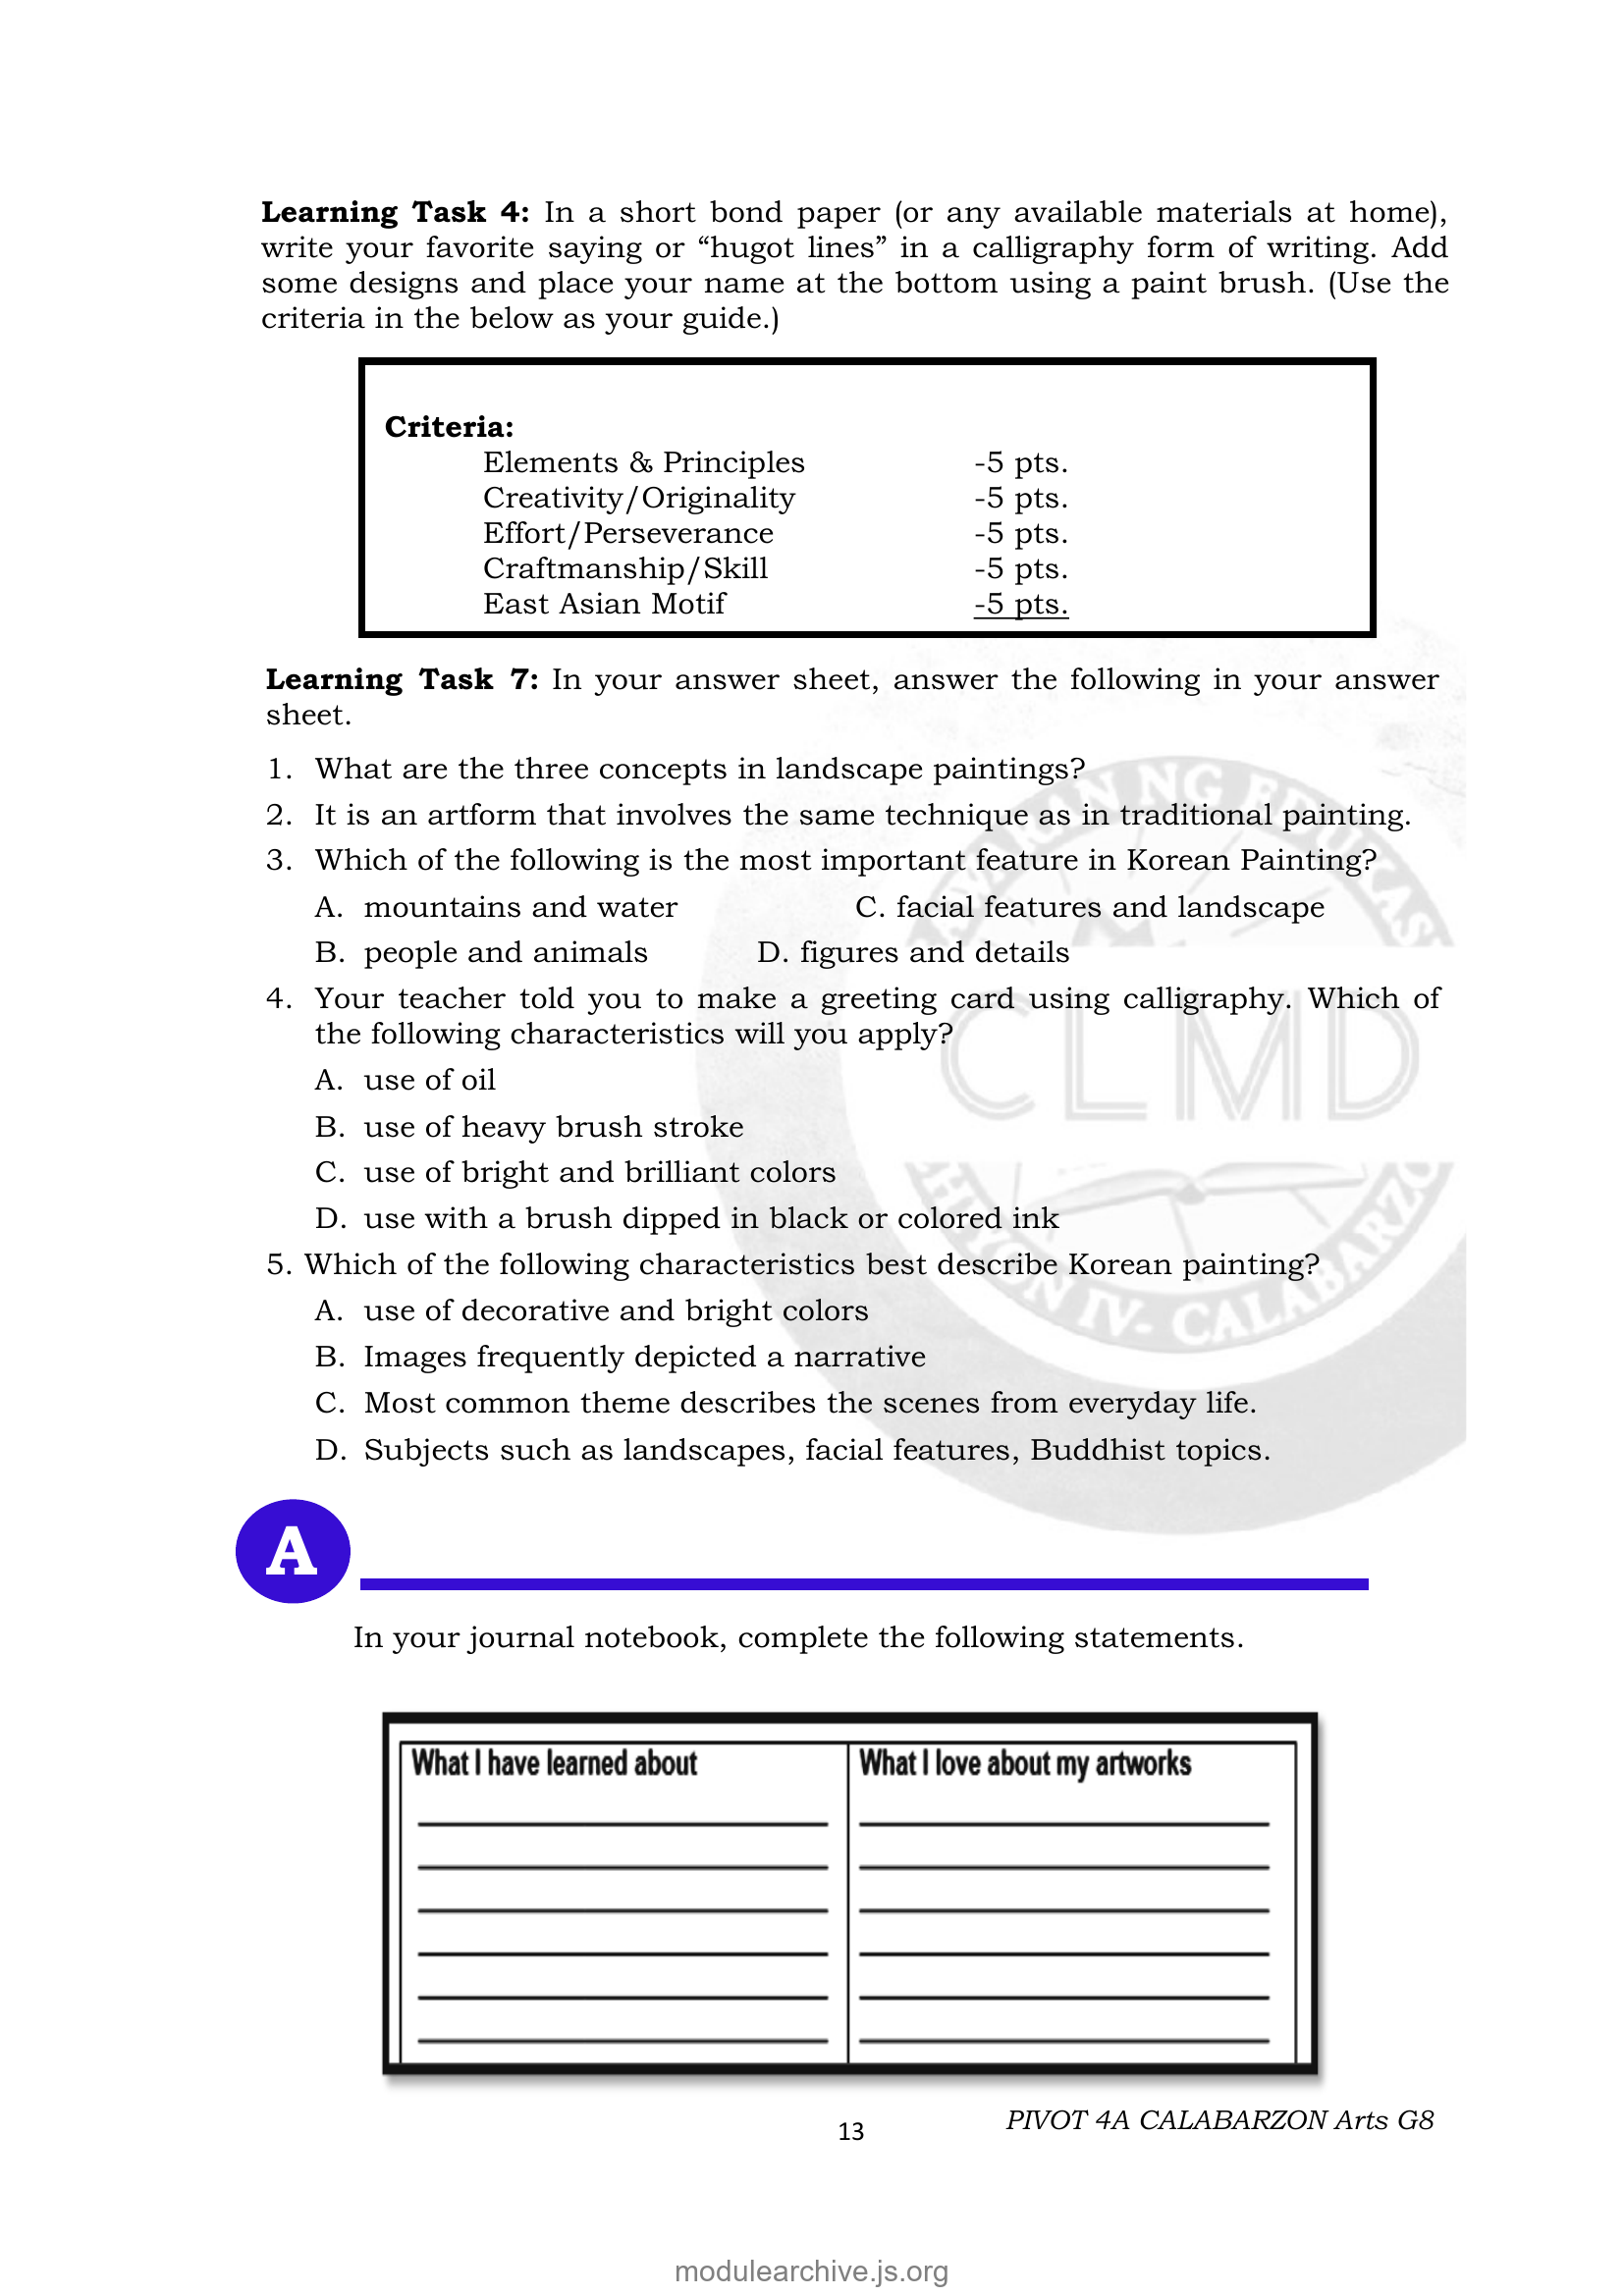 Learning Task 4: In a short bond paper (or any available materials at home),
write your favorite saying or “hugot lines” in a calligraphy form of writing. Add
some designs and place your name at the bottom using a paint brush. (Use the
criteria in the below as your guide.)
Criteria:
Elements & Principles -5 pts.
Creativity/Originality -5 pts.
Effort/Perseverance -5 pts.
Craftmanship/Skill -5 pts.
East Asian Motif -5 pts.
Learning Task 7: In your answer sheet, answer the following in your answer
sheet.
1. What are the three concepts in landscape paintings?
2. It is an artform that involves the same technique as in traditional painting.
3. Which of the following is the most important feature in Korean Painting?
A. mountains and water C. facial features and landscape
B. people and animals D. figures and details
4. Your teacher told you to make a greeting card using calligraphy. Which of
the following characteristics will you apply?
A. use of oil
B. use of heavy brush stroke
C. use of bright and brilliant colors
D. use with a brush dipped in black or colored ink
5. Which of the following characteristics best describe Korean painting?
A. use of decorative and bright colors
B. Images frequently depicted a narrative
C. Most common theme describes the scenes from everyday life.
D. Subjects such as landscapes, facial features, Buddhist topics.
CLMD
A
In your journal notebook, complete the following statements.
What I have learned about What I love about my artworks
13 PIVOT 4A CALABARZON Arts G8
modulearchive.js.org